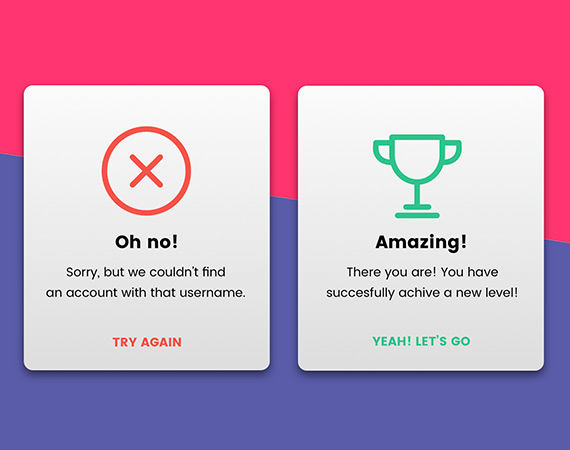 Oh no!
Sorry, but we couldn't find
an account with that username.
TRY AGAIN
Amazing!
There you are! You have
succesfully achive a new level!
YEAH! LET'S GO